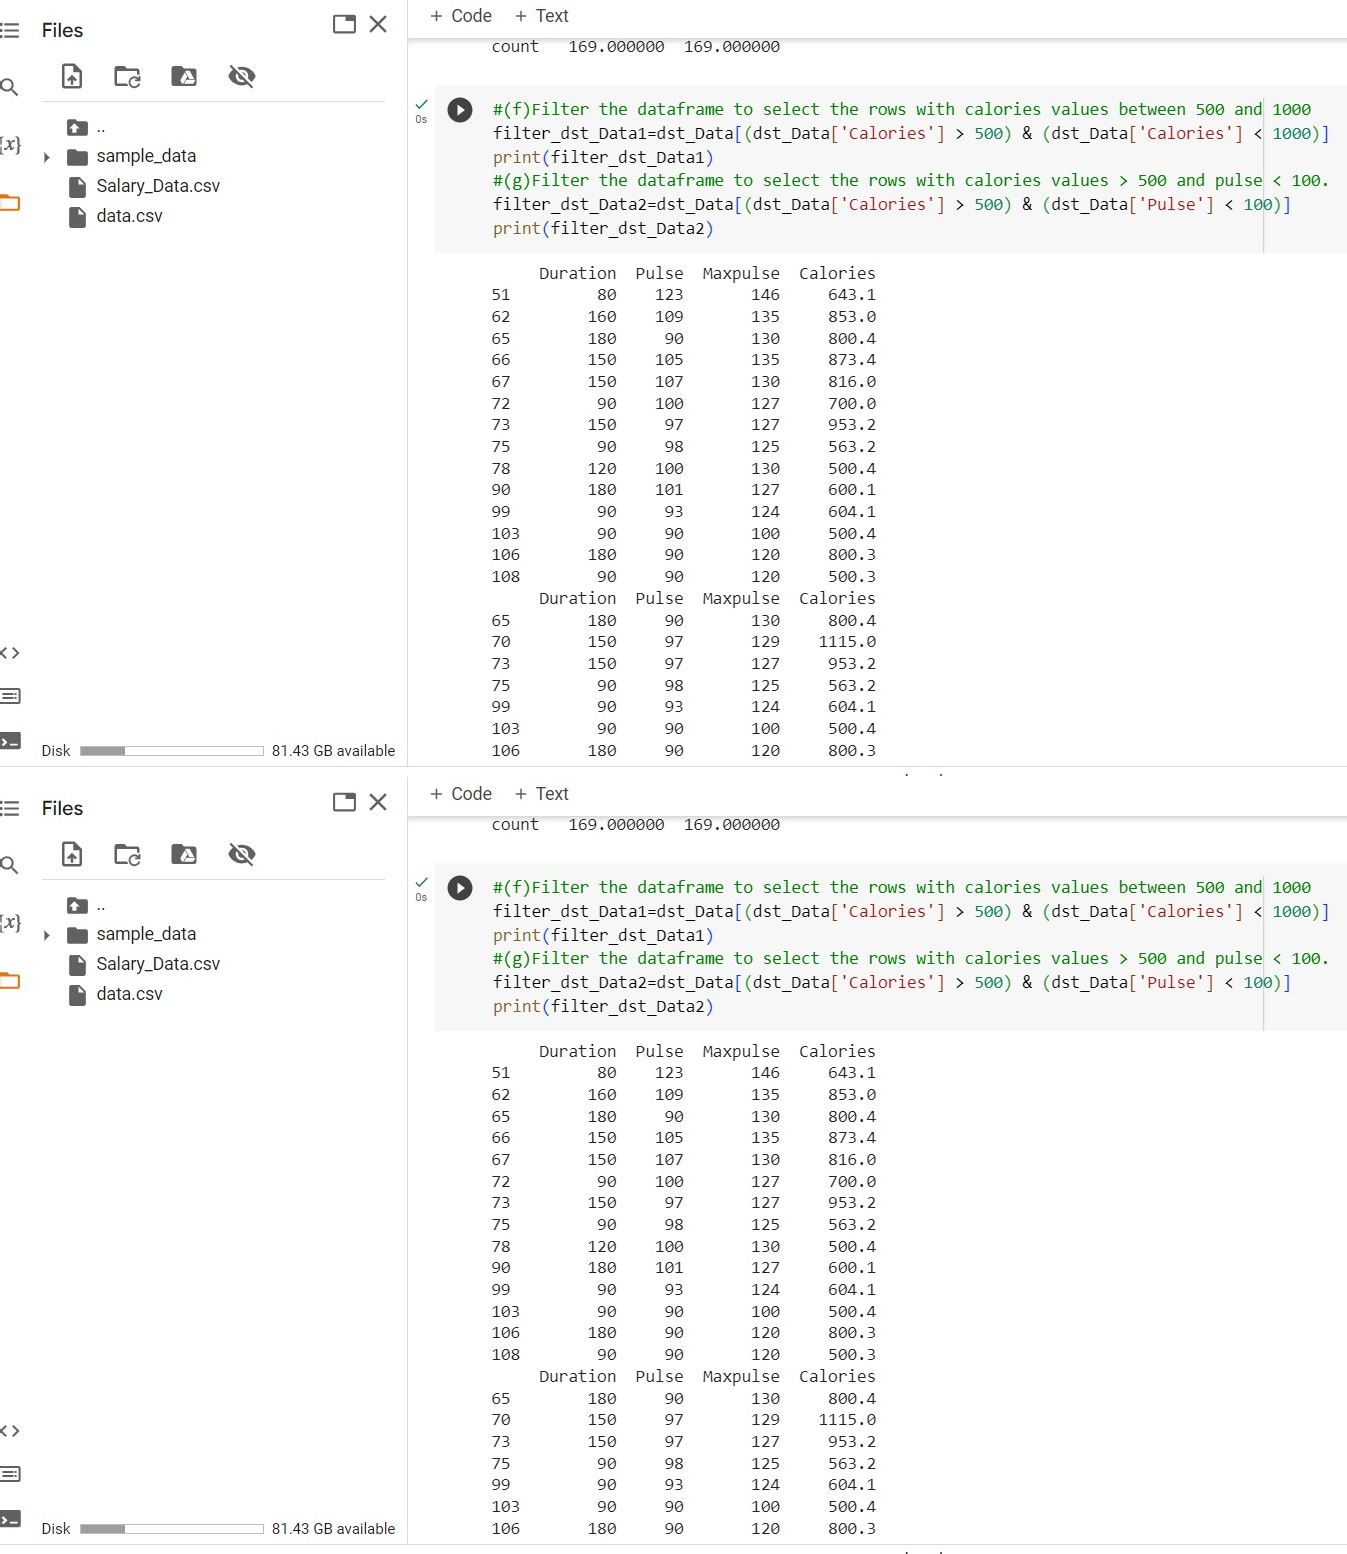 Files
+ Code + Text
count 169.000000 169.000000
..
sample_data
Salary_Data.csv
data.csv
{x}
0s
#(f)Filter the dataframe to select the rows with calories values between 500 and 1000
filter_dst_Data1=dst_Data[(dst_Data['Calories'] > 500) & (dst_Data['Calories'] < 1000)]
print(filter_dst_Data1)
#(g)Filter the dataframe to select the rows with calories values > 500 and pulse < 100.
filter_dst_Data2=dst_Data[(dst_Data['Calories'] > 500) & (dst_Data['Pulse'] < 100)]
print(filter_dst_Data2)
Duration Pulse Maxpulse Calories
51 80 123 146 643.1
62 160 109 135 853.0
65 180 90 130 800.4
66 150 105 135 873.4
67 150 107 130 816.0
72 90 100 127 700.0
73 150 97 127 953.2
75 90 98 125 563.2
78 120 100 130 500.4
90 180 101 127 600.1
99 90 93 124 604.1
103 90 90 100 500.4
106 180 90 120 800.3
108 90 90 120 500.3
Duration Pulse Maxpulse Calories
65 180 90 130 800.4
70 150 97 129 1115.0
73 150 97 127 953.2
75 90 98 125 563.2
99 90 93 124 604.1
103 90 90 100 500.4
106 180 90 120 800.3
Disk 81.43 GB available
Files
+ Code + Text
count 169.000000 169.000000
..
sample_data
Salary_Data.csv
data.csv
{x}
0s
#(f)Filter the dataframe to select the rows with calories values between 500 and 1000
filter_dst_Data1=dst_Data[(dst_Data['Calories'] > 500) & (dst_Data['Calories'] < 1000)]
print(filter_dst_Data1)
#(g)Filter the dataframe to select the rows with calories values > 500 and pulse < 100.
filter_dst_Data2=dst_Data[(dst_Data['Calories'] > 500) & (dst_Data['Pulse'] < 100)]
print(filter_dst_Data2)
Duration Pulse Maxpulse Calories
51 80 123 146 643.1
62 160 109 135 853.0
65 180 90 130 800.4
66 150 105 135 873.4
67 150 107 130 816.0
72 90 100 127 700.0
73 150 97 127 953.2
75 90 98 125 563.2
78 120 100 130 500.4
90 180 101 127 600.1
99 90 93 124 604.1
103 90 90 100 500.4
106 180 90 120 800.3
108 90 90 120 500.3
Duration Pulse Maxpulse Calories
65 180 90 130 800.4
70 150 97 129 1115.0
73 150 97 127 953.2
75 90 98 125 563.2
99 90 93 124 604.1
103 90 90 100 500.4
106 180 90 120 800.3
Disk 81.43 GB available